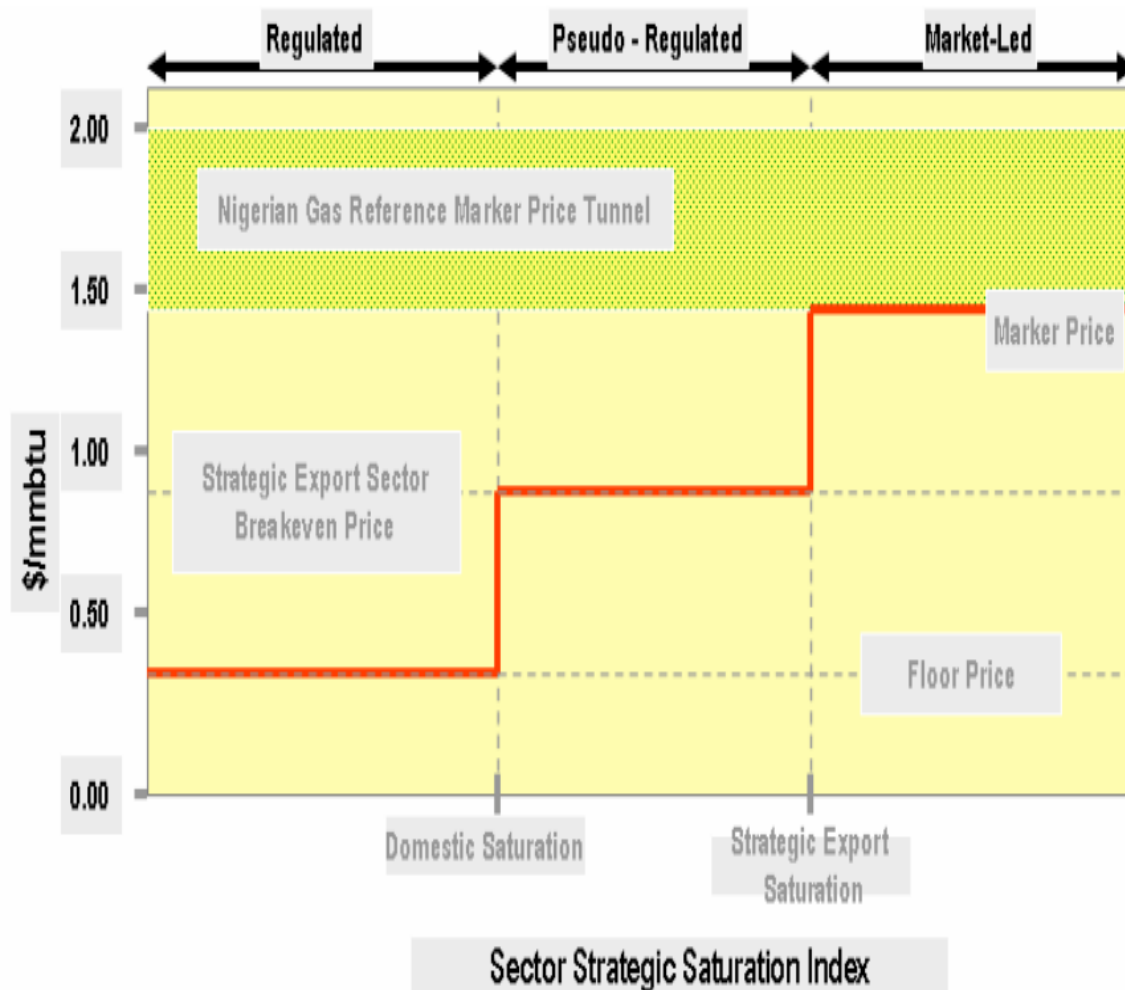 Regulated
Pseudo - Regulated
Market-Led
2.00
Nigerian Gas Reference Marker Price Tunnel
1.50
Marker Price
1.00
Strategic Export Sector
Breakeven Price
$/mmbtu
0.50
Floor Price
0.00
Domestic Saturation
Strategic Export
Saturation
Sector Strategic Saturation Index